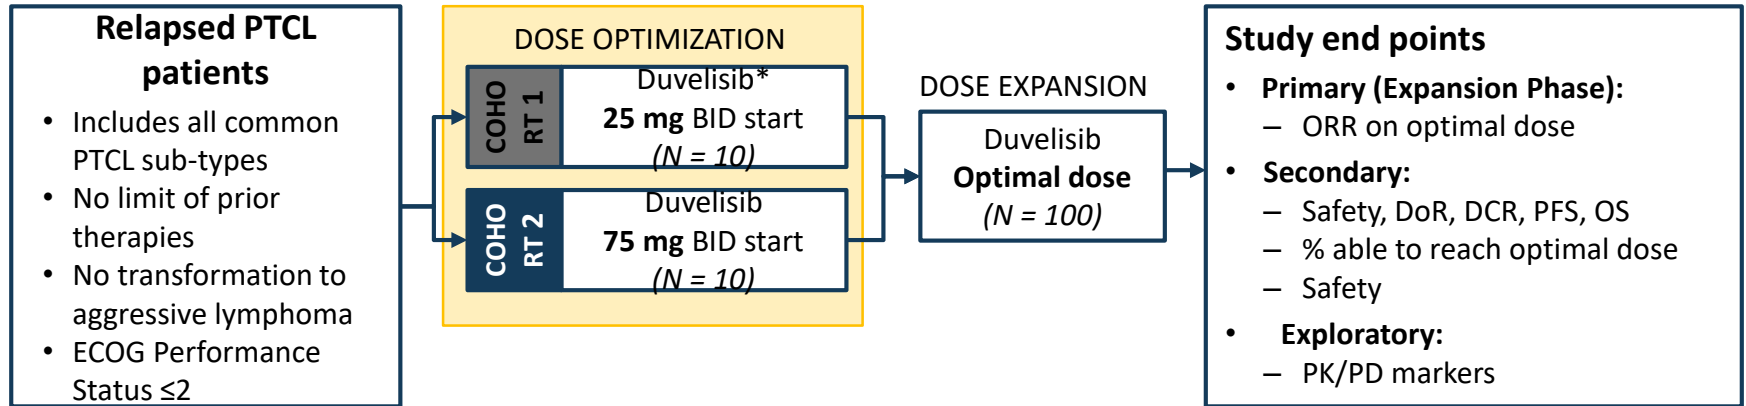 Relapsed PTCL
patients
• Includes all common
PTCL sub-types
• No limit of prior
therapies
• No transformation to
aggressive lymphoma
• ECOG Performance
Status ≤2
DOSE OPTIMIZATION
COHO
RT 1
Duvelisib*
25 mg BID start
(N = 10)
COHO
RT 2
Duvelisib
75 mg BID start
(N = 10)
DOSE EXPANSION
Duvelisib
Optimal dose
(N = 100)
Study end points
• Primary (Expansion Phase):
– ORR on optimal dose
• Secondary:
– Safety, DoR, DCR, PFS, OS
– % able to reach optimal dose
– Safety
• Exploratory:
– PK/PD markers